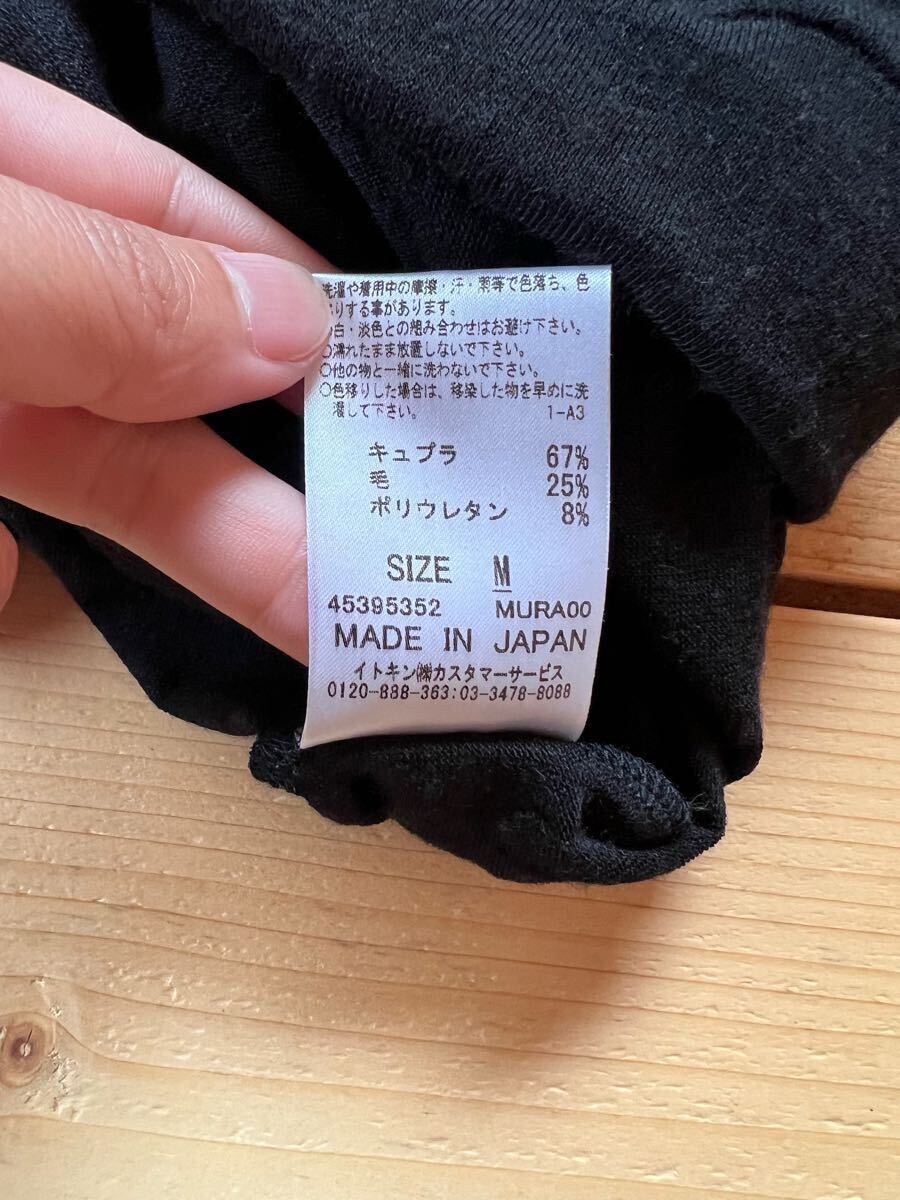 洗濯や着用中の摩擦・汗・薬等で色落ち、色
ぶりする事があります。
白・淡色との組み合わせはお避け下さい。
○濡れたまま放置しないで下さい。
○他の物と一緒に洗わないで下さい。
○色移りした場合は、移染した物を早めに洗
濯して下さい。 1-A3
キュプラ 67%
毛 25%
ポリウレタン 8%
SIZE M
45395352 MURA00
MADE IN JAPAN
イトキン㈱カスタマーサービス
0120-888-363:03-3478-8088